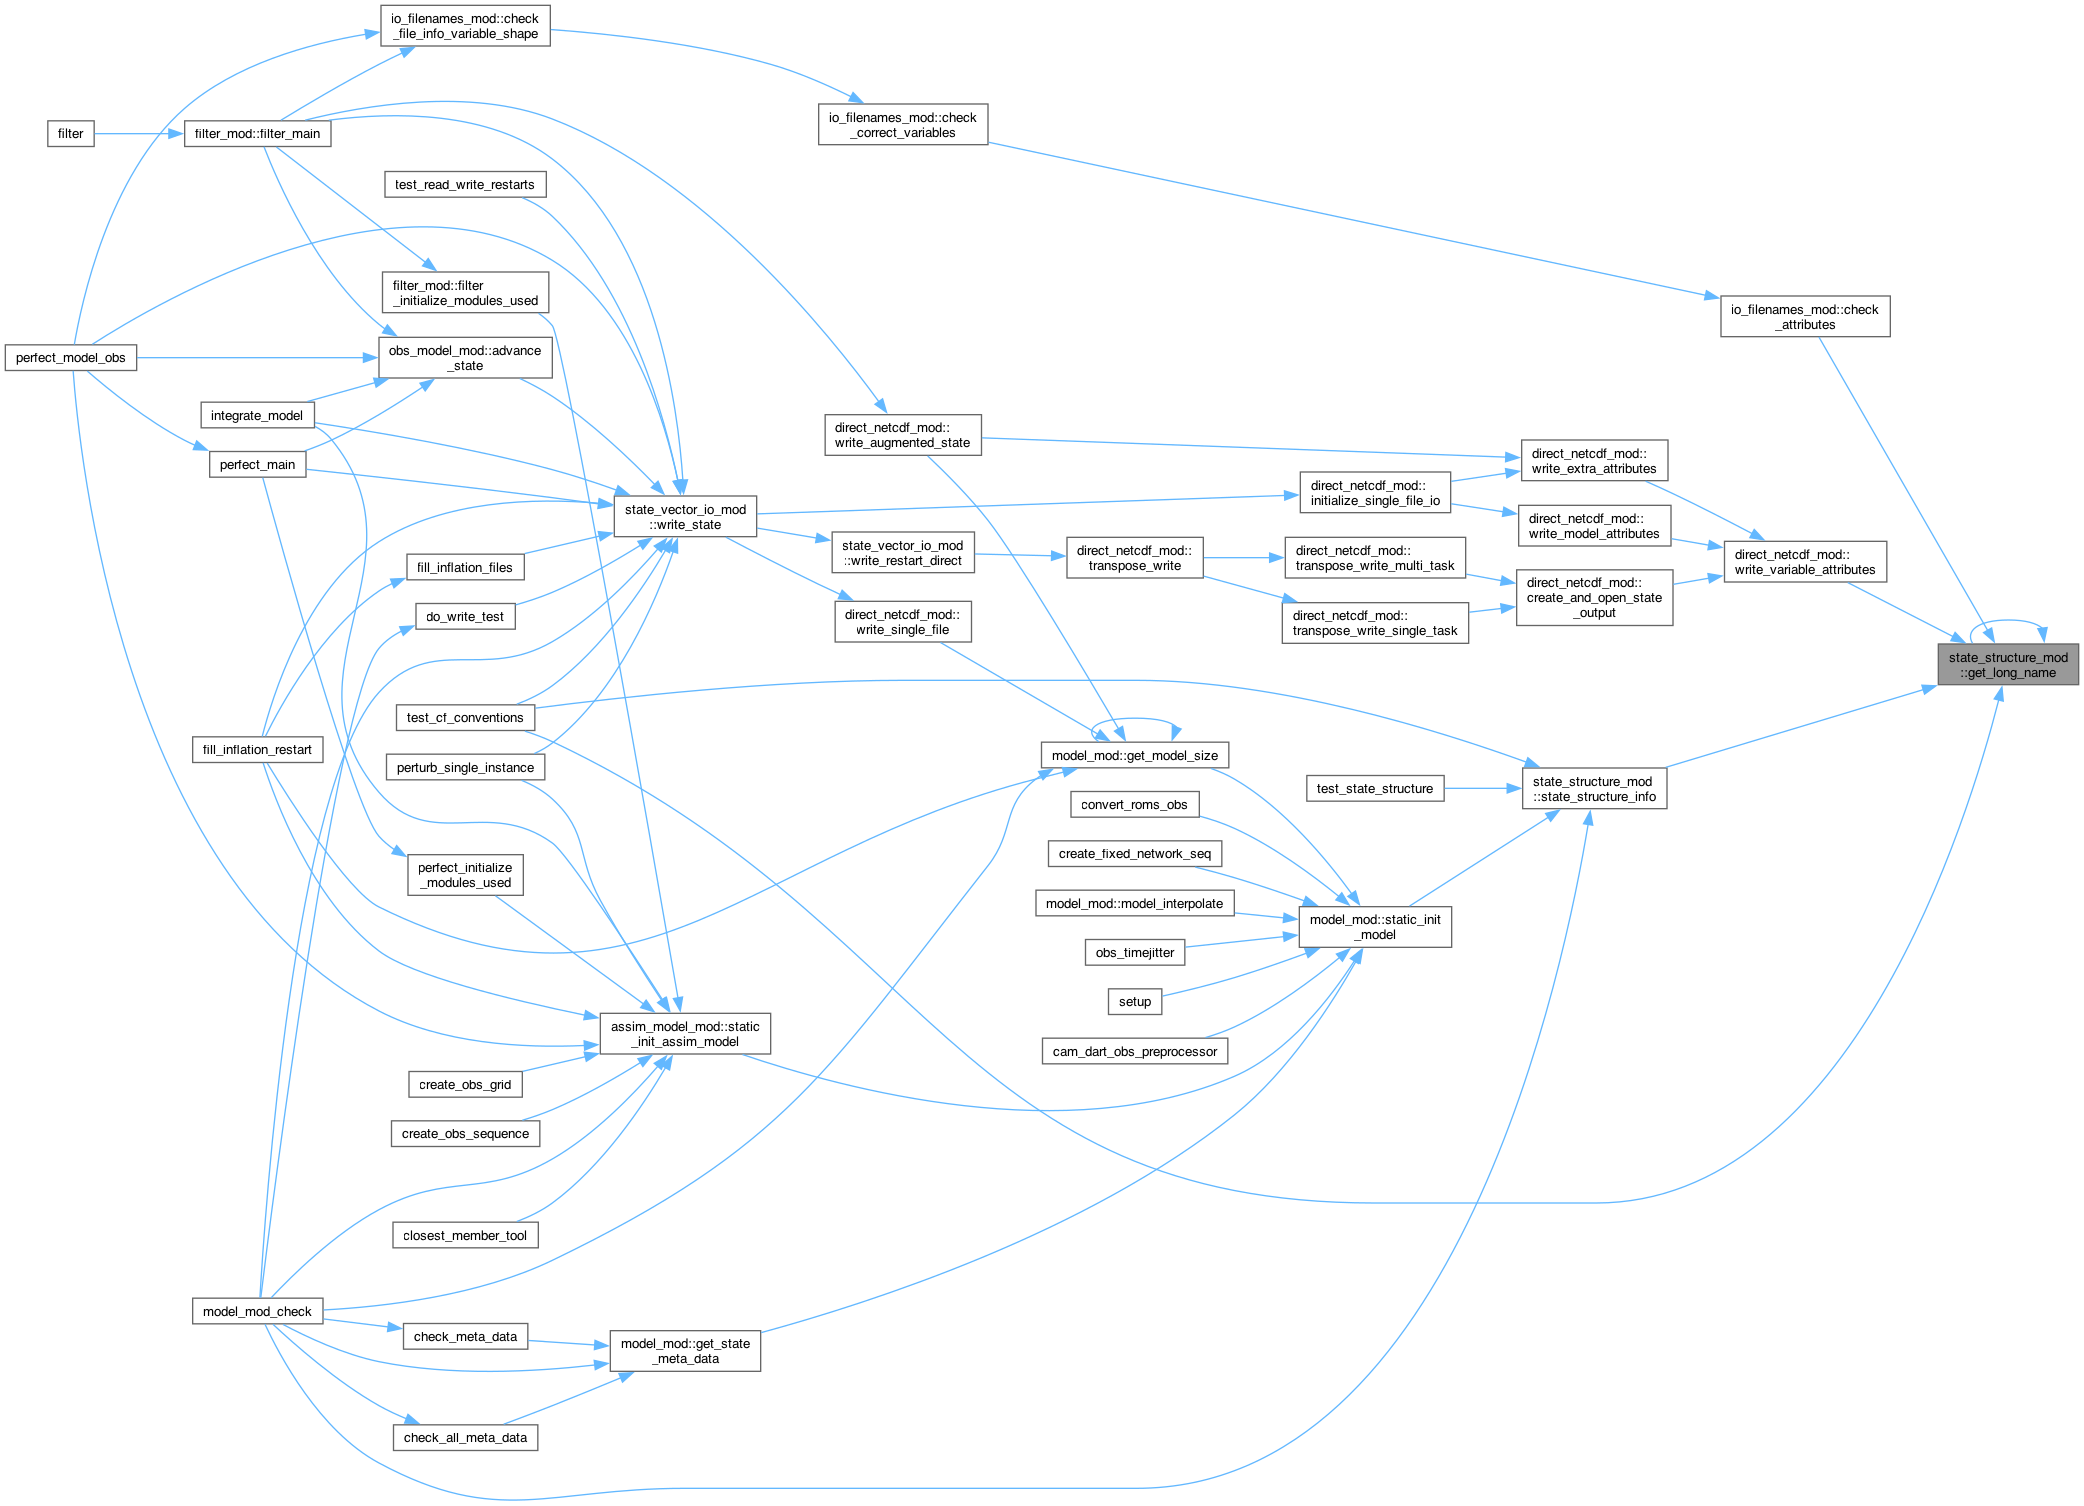 io_filenames_mod::check
_file_info_variable_shape
io_filenames_mod::check
_correct_variables
filter
filter_mod::filter_main
test_read_write_restarts
filter_mod::filter
_initialize_modules_used
io_filenames_mod::check
_attributes
perfect_model_obs
obs_model_mod::advance
_state
integrate_model
direct_netcdf_mod::
write_augmented_state
perfect_main
direct_netcdf_mod::
write_extra_attributes
direct_netcdf_mod::
initialize_single_file_io
state_vector_io_mod
::write_state
direct_netcdf_mod::
write_model_attributes
state_vector_io_mod
::write_restart_direct
direct_netcdf_mod::
transpose_write
direct_netcdf_mod::
transpose_write_multi_task
direct_netcdf_mod::
write_variable_attributes
fill_inflation_files
direct_netcdf_mod::
create_and_open_state
_output
do_write_test
direct_netcdf_mod::
write_single_file
direct_netcdf_mod::
transpose_write_single_task
state_structure_mod
::get_long_name
test_cf_conventions
fill_inflation_restart
perturb_single_instance
model_mod::get_model_size
test_state_structure
state_structure_mod
::state_structure_info
convert_roms_obs
create_fixed_network_seq
perfect_initialize
_modules_used
model_mod::model_interpolate
model_mod::static_init
_model
obs_timejitter
setup
assim_model_mod::static
_init_assim_model
cam_dart_obs_preprocessor
create_obs_grid
create_obs_sequence
closest_member_tool
model_mod_check
check_meta_data
model_mod::get_state
_meta_data
check_all_meta_data